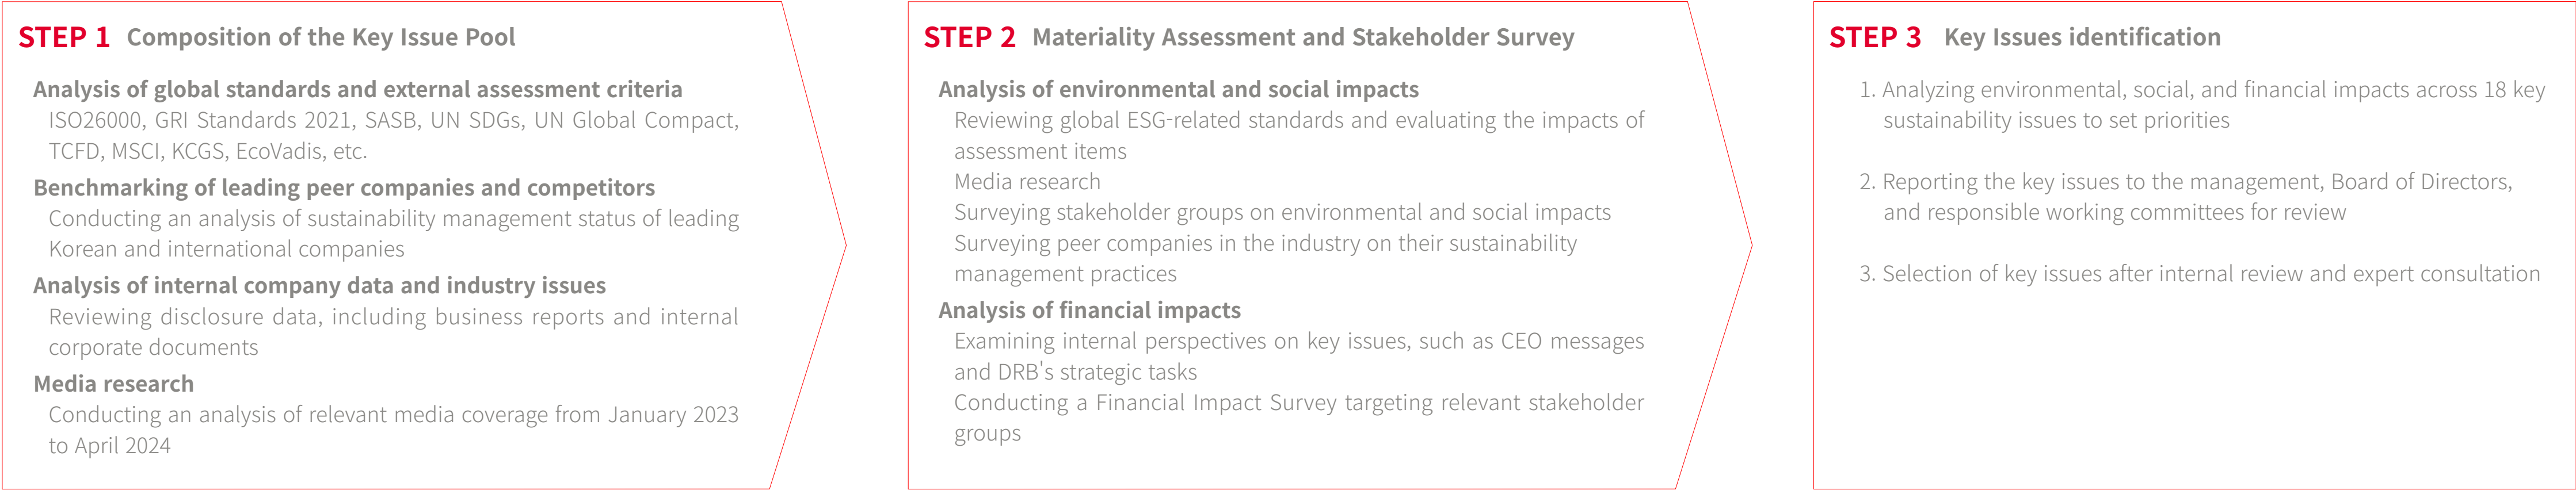 STEP 1 Composition of the Key Issue Pool
Analysis of global standards and external assessment criteria
ISO26000, GRI Standards 2021, SASB, UN SDGs, UN Global Compact,
TCFD, MSCI, KCGS, EcoVadis, etc.
Benchmarking of leading peer companies and competitors
Conducting an analysis of sustainability management status of leading
Korean and international companies
Analysis of internal company data and industry issues
Reviewing disclosure data, including business reports and internal
corporate documents
Media research
Conducting an analysis of relevant media coverage from January 2023
to April 2024
STEP 2 Materiality Assessment and Stakeholder Survey
Analysis of environmental and social impacts
Reviewing global ESG-related standards and evaluating the impacts of
assessment items
Media research
Surveying stakeholder groups on environmental and social impacts
Surveying peer companies in the industry on their sustainability
management practices
Analysis of financial impacts
Examining internal perspectives on key issues, such as CEO messages
and DRB's strategic tasks
Conducting a Financial Impact Survey targeting relevant stakeholder
groups
STEP 3 Key Issues identification
1. Analyzing environmental, social, and financial impacts across 18 key
sustainability issues to set priorities
2. Reporting the key issues to the management, Board of Directors,
and responsible working committees for review
3. Selection of key issues after internal review and expert consultation